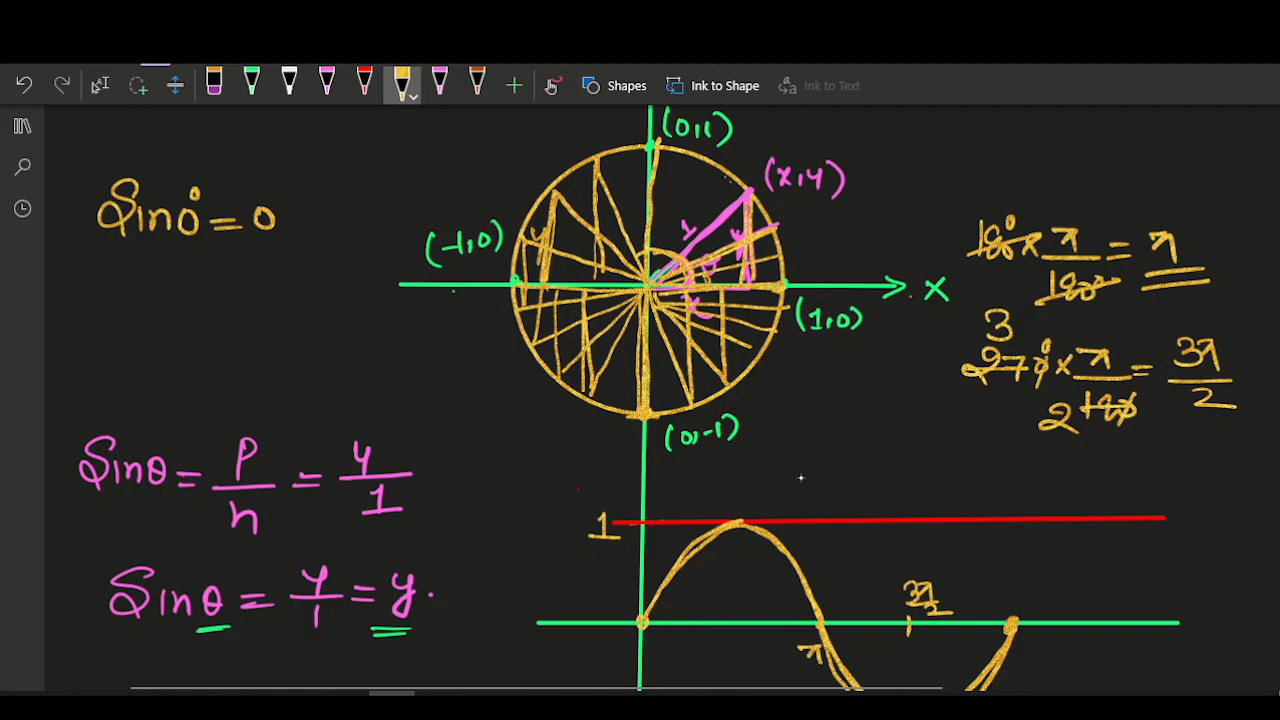 Shapes
Ink to Shape
Ink to Text
(0,1)
(x,y)
Sin0° = 0
(-1,0)
y
1
y
θ
x
X
(1,0)
(0,-1)
180° × π/180° = π
3
270° × π/180 = 3π/2
2
Sinθ = P/h = y/1
Sinθ = y/1 = y.
1
π
3π/2